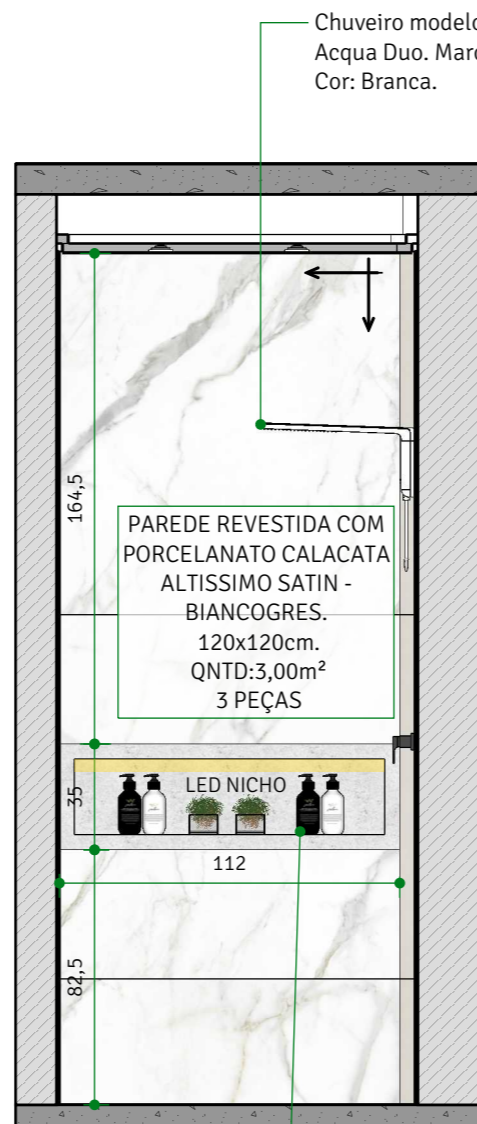 Chuveiro modelo
Acqua Duo.
Cor: Branca.
164,5
PAREDE REVESTIDA COM
PORCELANATO CALACATA
ALTISSIMO SATIN -
BIANCOGRES.
120x120cm.
QNTD:3,00m²
3 PEÇAS
35
LED NICHO
112
82,5